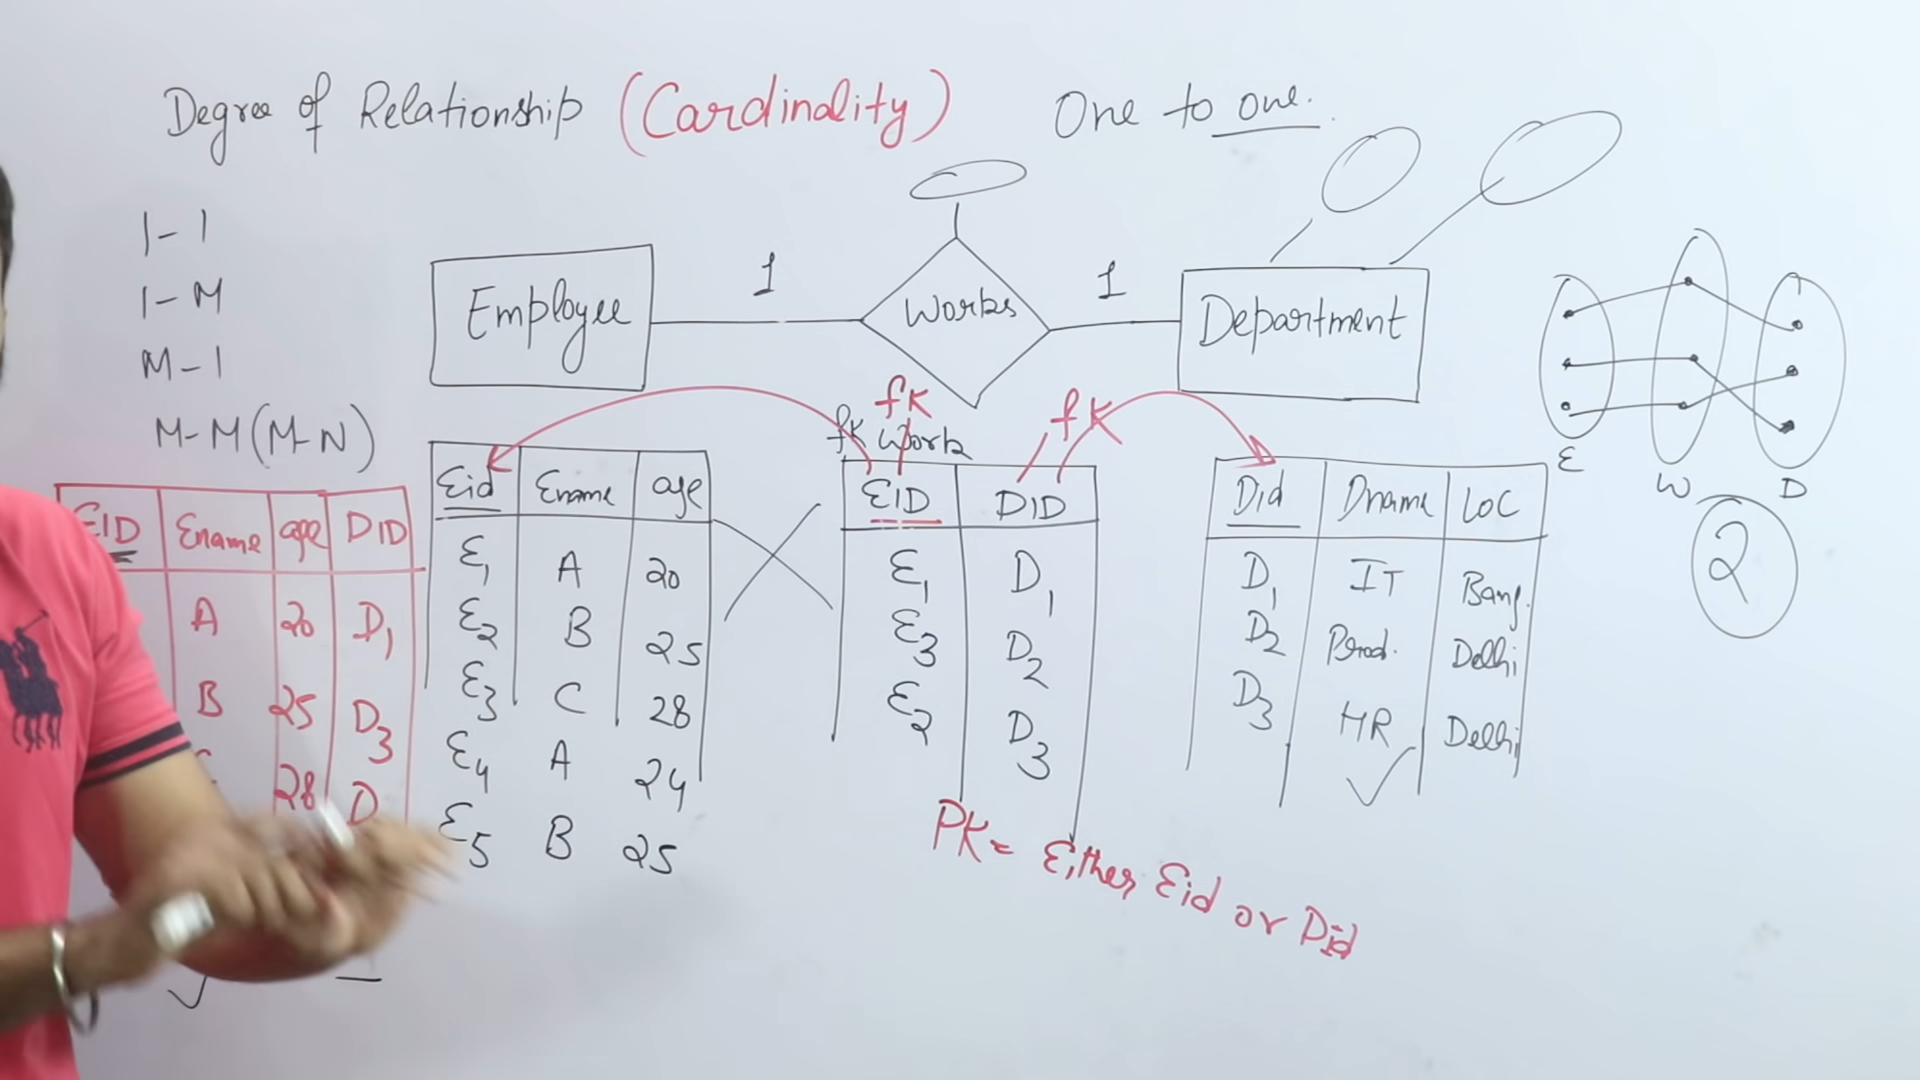 Degree of Relationship (Cardinality) One to one.
1-1
1-M
M-1
M-M (M-N)
Employee 1 Works 1 Department
E W D
2
fk
fk
fk Work
EID Ename age DID
A 20 D1
B 25 D3
28 D
Eid Ename age
E1 A 20
E2 B 25
E3 C 28
E4 A 24
E5 B 25
EID DID
E1 D1
E3 D2
E2 D3
PK = Either Eid or Did
Did Dname LOC
D1 IT Bang.
D2 Prod. Delhi
D3 HR Delhi